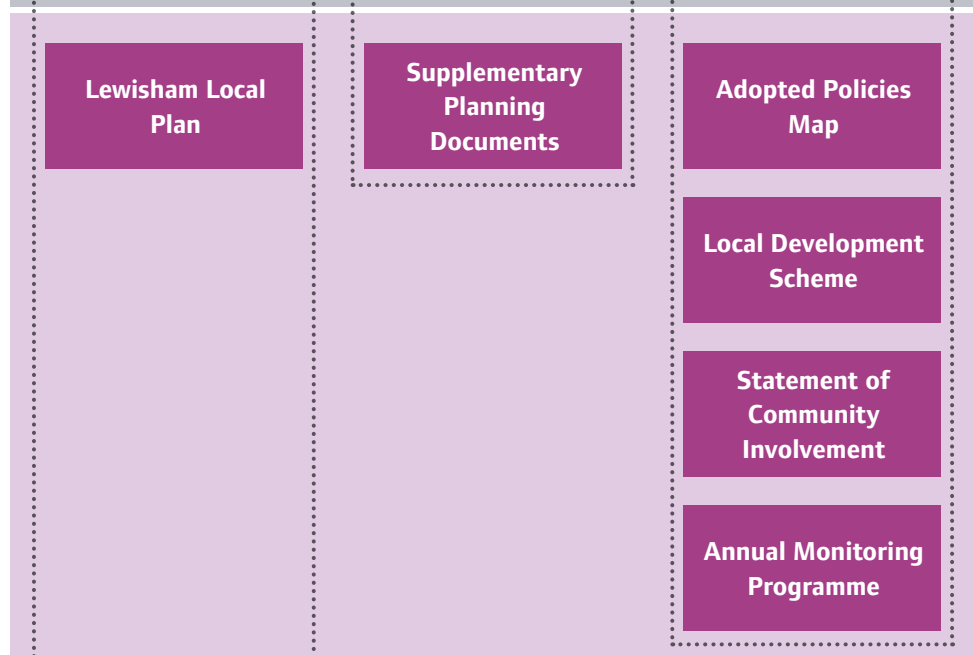 Lewisham Local
Plan
Supplementary
Planning
Documents
Adopted Policies
Map
Local Development
Scheme
Statement of
Community
Involvement
Annual Monitoring
Programme